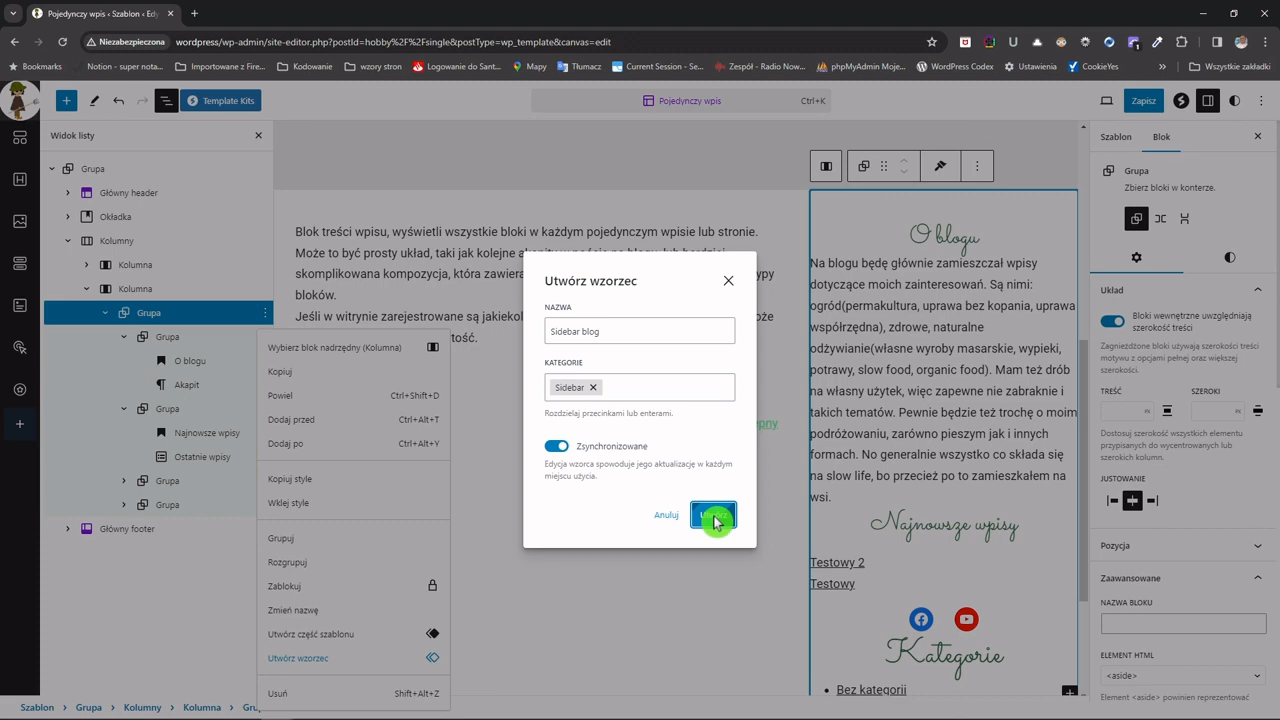 Pojedynczy wpis ‹ Szablon ‹ Edy
Niezabezpieczona
wordpress/wp-admin/site-editor.php?postId=hobby%2F%2Fsingle&postType=wp_template&canvas=edit
Bookmarks
Notion - super nota...
Importowane z Fire...
Kodowanie
wzory stron
Logowanie do Sant...
Mapy
Tłumacz
Current Session - Se...
Zespół - Radio Now...
phpMyAdmin Moje...
WordPress Codex
Ustawienia
CookieYes
»
Wszystkie zakładki
Template Kits
Pojedynczy wpis
Ctrl+K
Zapisz
Widok listy
Grupa
Główny header
Okładka
Kolumny
Kolumna
Kolumna
Grupa
Grupa
O blogu
Akapit
Grupa
Najnowsze wpisy
Ostatnie wpisy
Grupa
Grupa
Główny footer
Wybierz blok nadrzędny (Kolumna)
Kopiuj
Powiel Ctrl+Shift+D
Dodaj przed Ctrl+Alt+T
Dodaj po Ctrl+Alt+Y
Kopiuj style
Wklej style
Grupuj
Rozgrupuj
Zablokuj
Zmień nazwę
Utwórz część szablonu
Utwórz wzorzec
Usuń Shift+Alt+Z
Blok treści wpisu, wyświetli wszystkie bloki w każdym pojedynczym wpisie lub stronie.
Może to być prosty układ, taki jak kolejne
skomplikowana kompozycja, która zawiera
bloków.
Jeśli w witrynie zarejestrowane są
Utwórz wzorzec
NAZWA
Sidebar blog
KATEGORIE
Sidebar
Rozdzielaj przecinkami lub enterami.
Zsynchronizowane
Edycja wzorca spowoduje jego aktualizację w każdym
miejscu użycia.
Anuluj
Utwórz
O blogu
Na blogu będę głównie zamieszczał wpisy
dotyczące moich zainteresowań. Są nimi:
ogród(permakultura, uprawa bez kopania, uprawa
współrzędna), zdrowe, naturalne
odżywianie(własne wyroby masarskie, wypieki,
potrawy, slow food, organic food). Mam też drób
na własny użytek, więc zapewne nie zabraknie i
takich tematów. Pewnie będzie też trochę o moim
podróżowaniu, zarówno pieszym jak i innych
formach. No generalnie wszystko co składa się
na slow life, bo przecież po to zamieszkałem na
wsi.
Najnowsze wpisy
Testowy 2
Testowy
Kategorie
Bez kategorii
Szablon
Blok
Grupa
Zbierz bloki w konterze.
Układ
Bloki wewnętrzne uwzględniają
szerokość treści
Zagnieżdżone bloki używają szerokości treści
motywu z opcjami pełnej oraz większej
szerokości.
TREŚĆ
SZEROKI
Dostosuj szerokość wszystkich elementu
przypisanych do wycentrowanych lub
szerokich kolumn.
JUSTOWANIE
Pozycja
Zaawansowane
NAZWA BLOKU
ELEMENT HTML
<aside>
Element <aside> powinien reprezentować
Szablon › Grupa › Kolumny › Kolumna ›